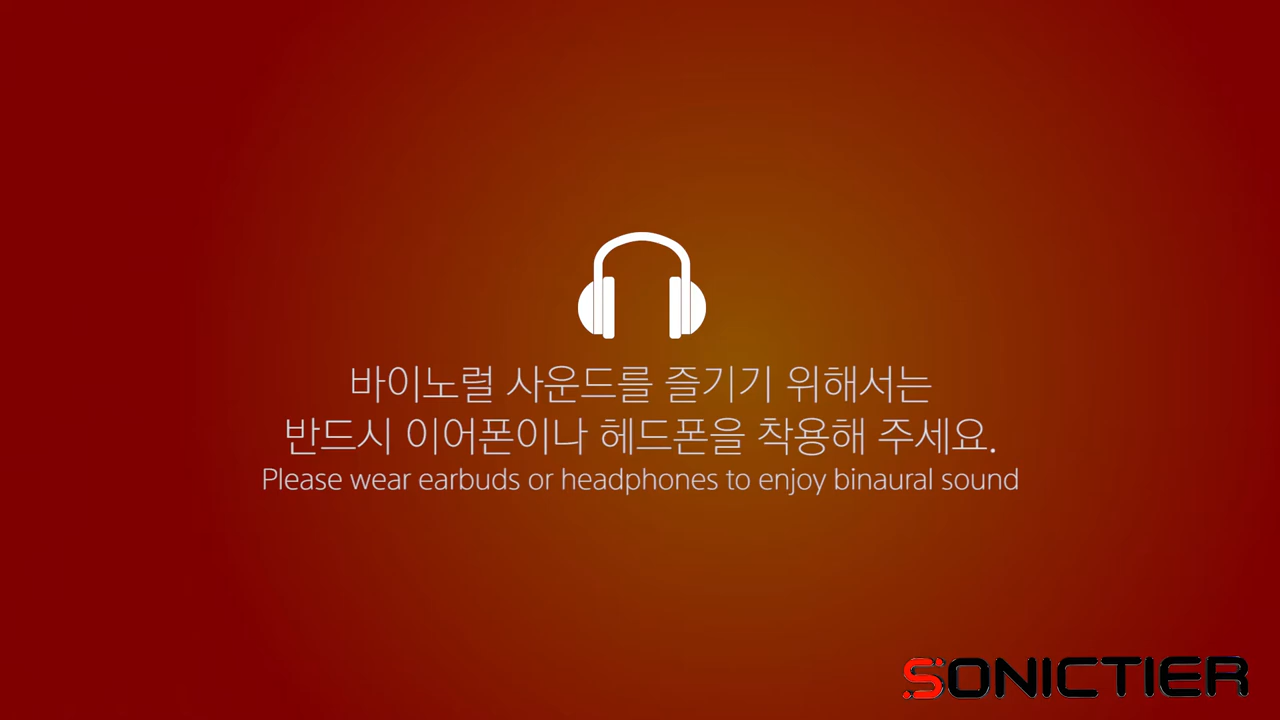 바이노럴 사운드를 즐기기 위해서는
반드시 이어폰이나 헤드폰을 착용해 주세요.
Please wear earbuds or headphones to enjoy binaural sound
SONICTIER